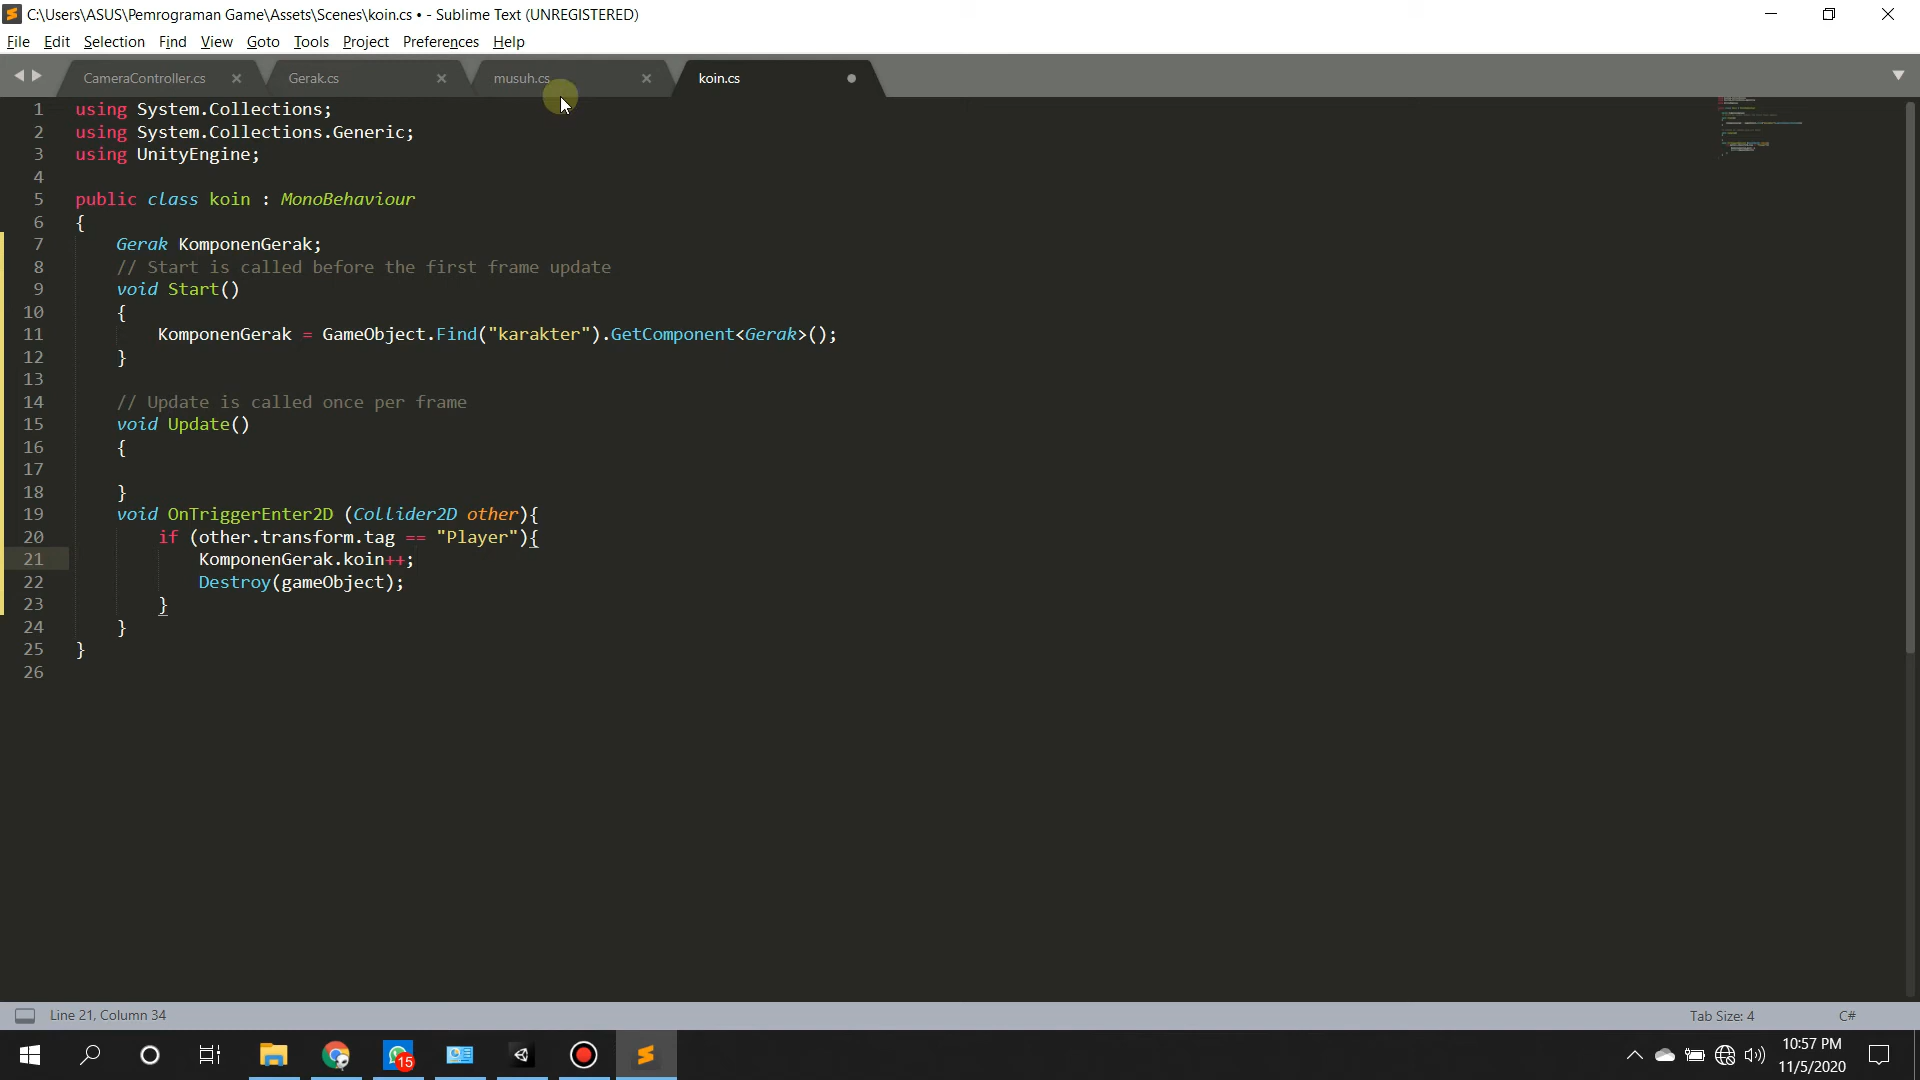 C:\Users\ASUS\Pemrograman Game\Assets\Scenes\koin.cs • - Sublime Text (UNREGISTERED)
File Edit Selection Find View Goto Tools Project Preferences Help
CameraController.cs × Gerak.cs × musuh.cs × koin.cs
1 using System.Collections;
2 using System.Collections.Generic;
3 using UnityEngine;
4
5 public class koin : MonoBehaviour
6 {
7     Gerak KomponenGerak;
8     // Start is called before the first frame update
9     void Start()
10     {
11         KomponenGerak = GameObject.Find("karakter").GetComponent<Gerak>();
12     }
13
14     // Update is called once per frame
15     void Update()
16     {
17
18     }
19     void OnTriggerEnter2D (Collider2D other){
20         if (other.transform.tag == "Player"){
21             KomponenGerak.koin++;
22             Destroy(gameObject);
23         }
24     }
25 }
26
Line 21, Column 34 Tab Size: 4 C#
15
10:57 PM
11/5/2020